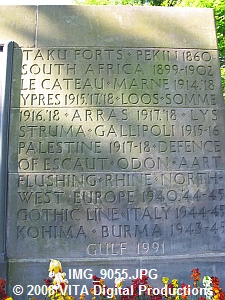 TAKU FORTS · PEKIN 1860
SOUTH AFRICA 1899-1902
LE CATEAU · MARNE 1914,'18
YPRES 1915,'17,'18 · LOOS · SOMME
1916,'18 · ARRAS 1917,'18 · LYS
STRUMA · GALLIPOLI 1915-16
PALESTINE 1917-18 · DEFENCE
OF ESCAUT · ODON · AART
FLUSHING · RHINE · NORTH-
WEST EUROPE 1940,'44-45
GOTHIC LINE · ITALY 1944-45
KOHIMA · BURMA 1943-45
GULF 1991
IMG_9055.JPG
© 2008 VITA Digital Productions